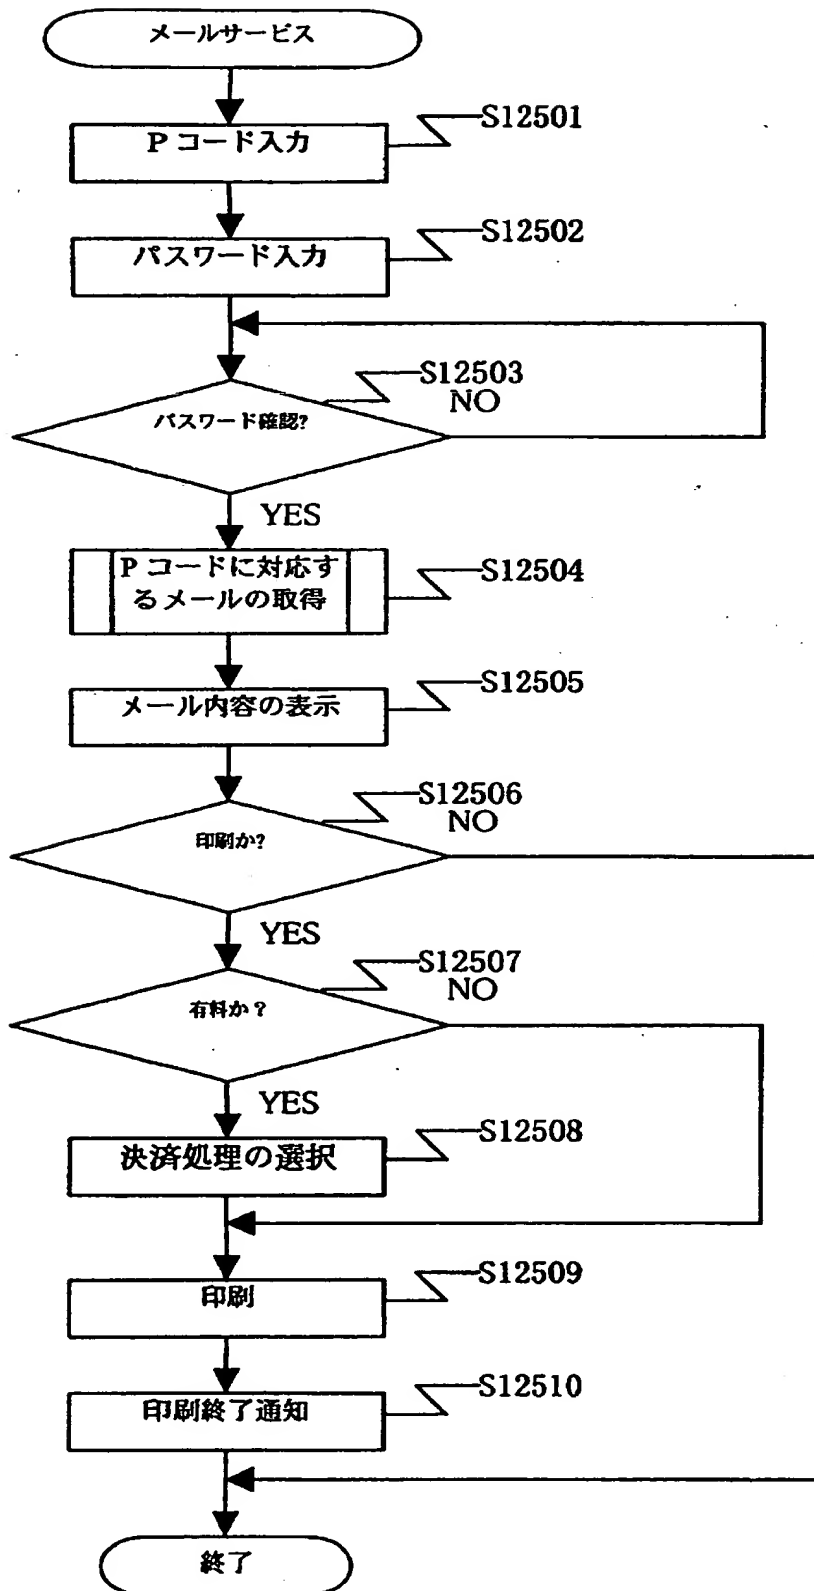 メールサービス
P コード入力
S12501
パスワード入力
S12502
S12503
NO
パスワード確認?
YES
P コードに対応す
るメールの取得
S12504
メール内容の表示
S12505
S12506
NO
印刷か?
YES
S12507
NO
有料か？
YES
決済処理の選択
S12508
印刷
S12509
印刷終了通知
S12510
終了